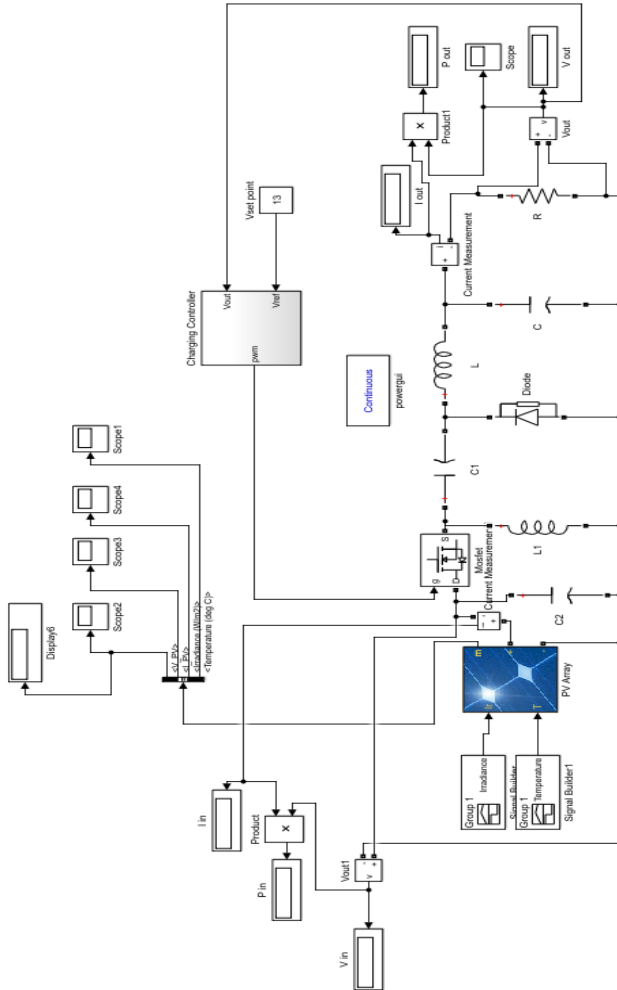 Display6
Scope2
Scope3
Scope4
Scope1
<V_PV>
<I_PV>
<Irradiance (W/m2)>
<Temperature (deg C)>
Charging Controller
Vout
Vref
pwm
Vset point
13
Continuous
powergui
I in
Product
×
P in
V in
Vout1
v
+
-
Group 1
Irradiance
Signal Builder
Group 1
Temperature
Signal Builder1
Ir
T
m
+
-
PV Array
i
+
-
Current Measurement
C2
g
D
S
Mosfet
L1
C1
Diode
L
C
i
+
-
Current Measurement
I out
Product1
×
P out
Scope
V out
Vout
v
+
-
R